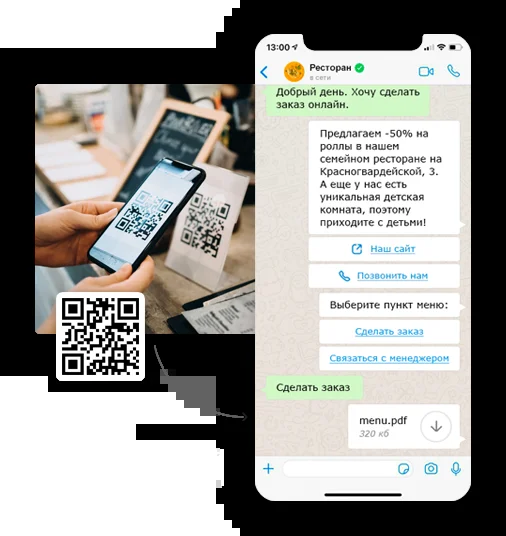 13:00
Ресторан
в сети
Добрый день. Хочу сделать
заказ онлайн.
Предлагаем -50% на
роллы в нашем
семейном ресторане на
Красногвардейской, 3.
А еще у нас есть
уникальная детская
комната, поэтому
приходите с детьми!
Наш сайт
Позвонить нам
Выберите пункт меню:
Сделать заказ
Связаться с менеджером
Сделать заказ
menu.pdf
320 кб